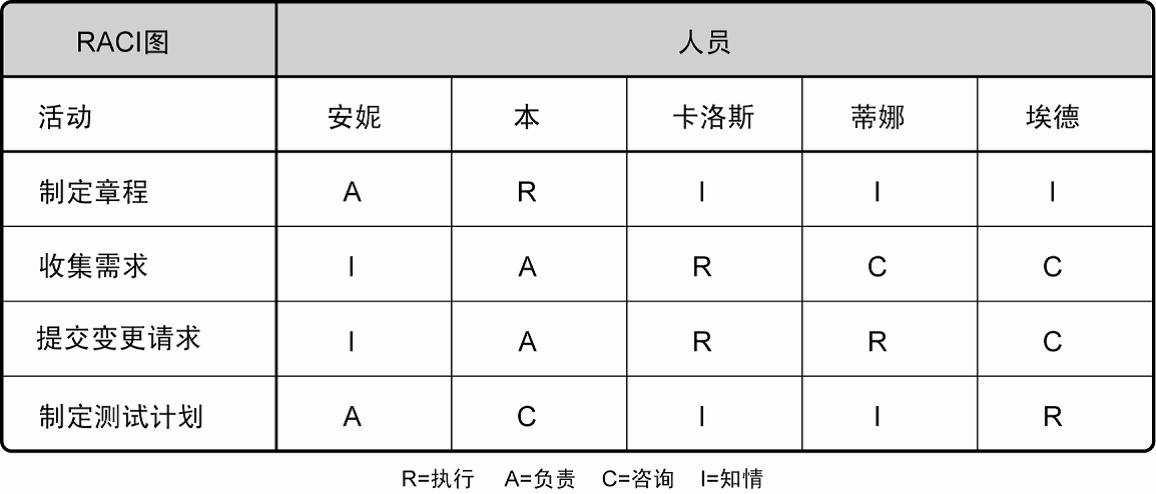 RACI图 人员
活动 安妮 本 卡洛斯 蒂娜 埃德
制定章程 A R I I I
收集需求 I A R C C
提交变更请求 I A R R C
制定测试计划 A C I I R
R=执行 A=负责 C=咨询 I=知情